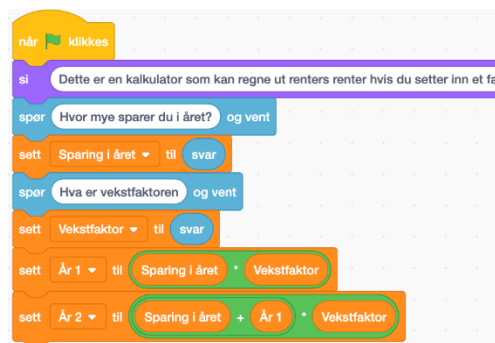 når klikkes
si Dette er en kalkulator som kan regne ut renters renter hvis du setter inn et
spør Hvor mye sparer du i året? og vent
sett Sparing i året til svar
spør Hva er vekstfaktoren og vent
sett Vekstfaktor til svar
sett År 1 til Sparing i året * Vekstfaktor
sett År 2 til Sparing i året + År 1 * Vekstfaktor